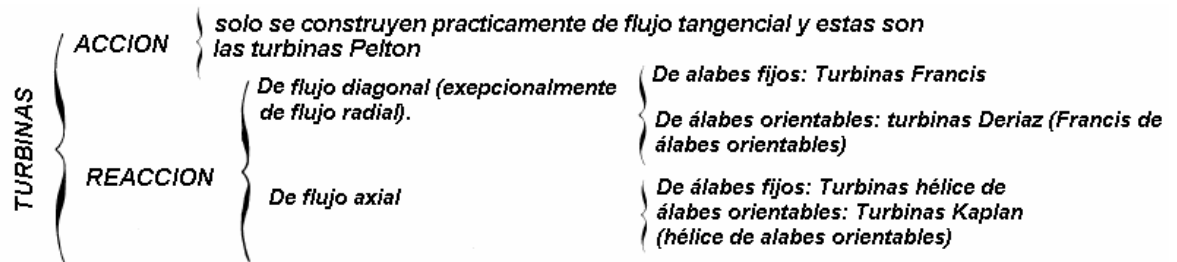 TURBINAS
ACCION
solo se construyen practicamente de flujo tangencial y estas son
las turbinas Pelton
REACCION
De flujo diagonal (exepcionalmente
de flujo radial).
De alabes fijos: Turbinas Francis
De álabes orientables: turbinas Deriaz (Francis de
álabes orientables)
De flujo axial
De álabes fijos: Turbinas hélice de
álabes orientables: Turbinas Kaplan
(hélice de alabes orientables)